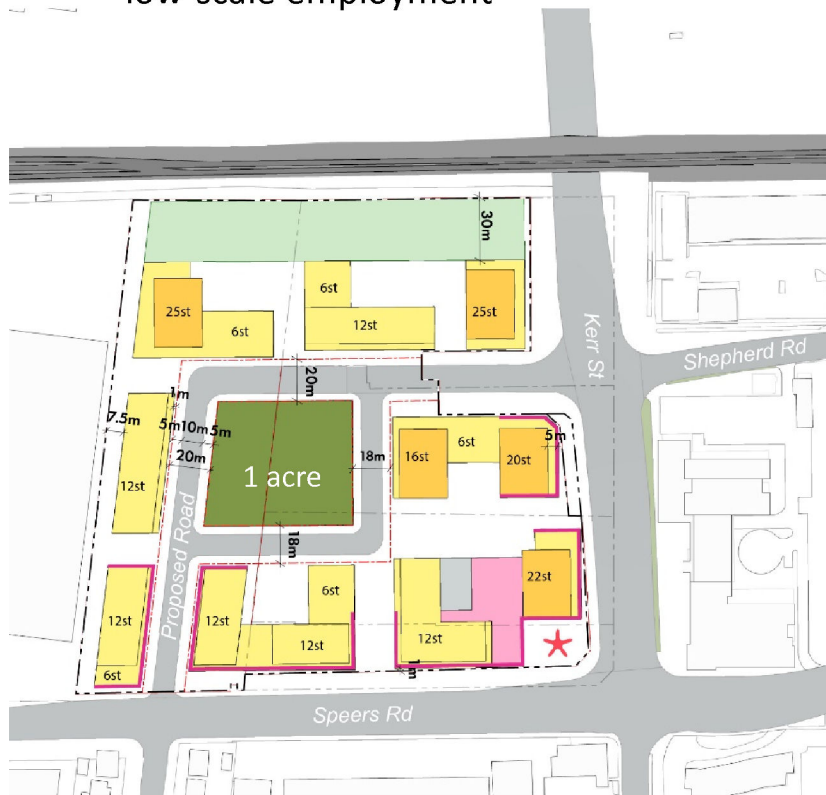 low-scale employment
30m
25st
6st
6st
12st
25st
Kerr St
Shepherd Rd
20m
1m
7.5m
5m
10m
5m
20m
12st
1 acre
18m
16st
6st
20st
5m
18m
Proposed Road
12st
6st
12st
6st
12st
12st
22st
1m
Speers Rd